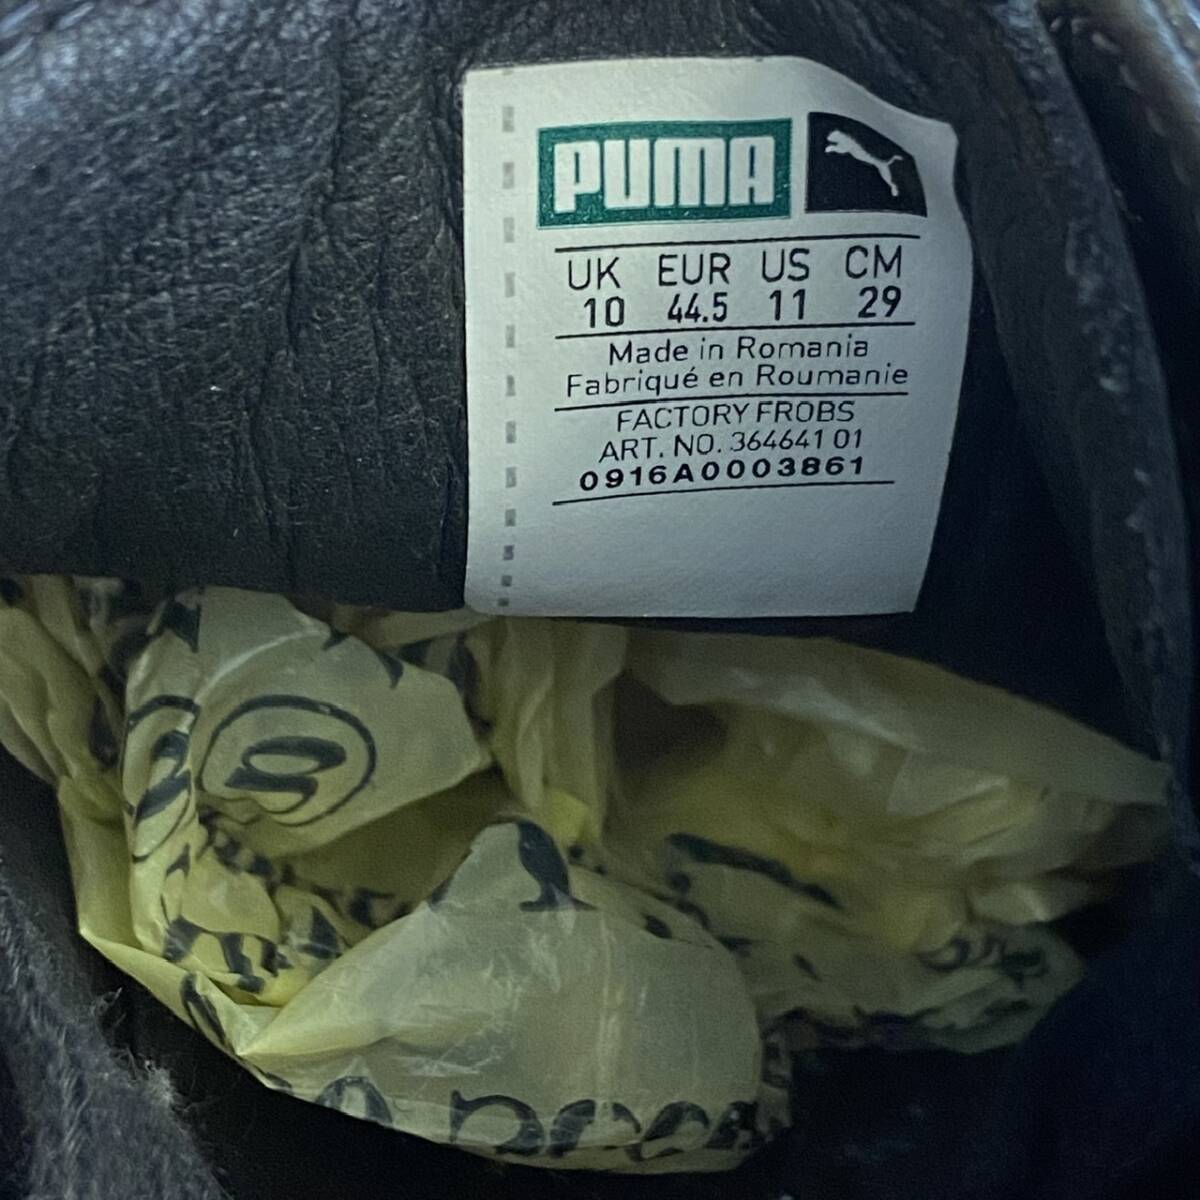 PUMA
UK EUR US CM
10 44.5 11 29
Made in Romania
Fabriqué en Roumanie
FACTORY FROBS
ART. NO. 364641 01
0916A0003861